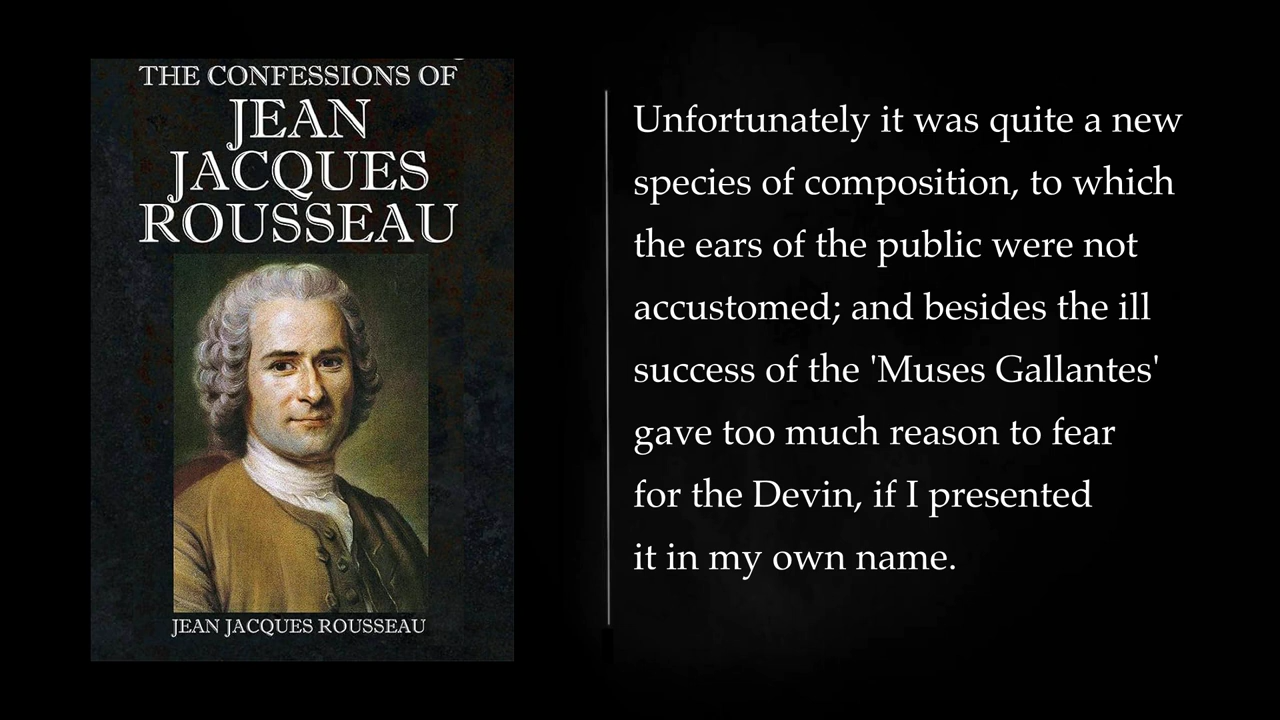 THE CONFESSIONS OF
JEAN
JACQUES
ROUSSEAU
JEAN JACQUES ROUSSEAU
Unfortunately it was quite a new
species of composition, to which
the ears of the public were not
accustomed; and besides the ill
success of the 'Muses Gallantes'
gave too much reason to fear
for the Devin, if I presented
it in my own name.